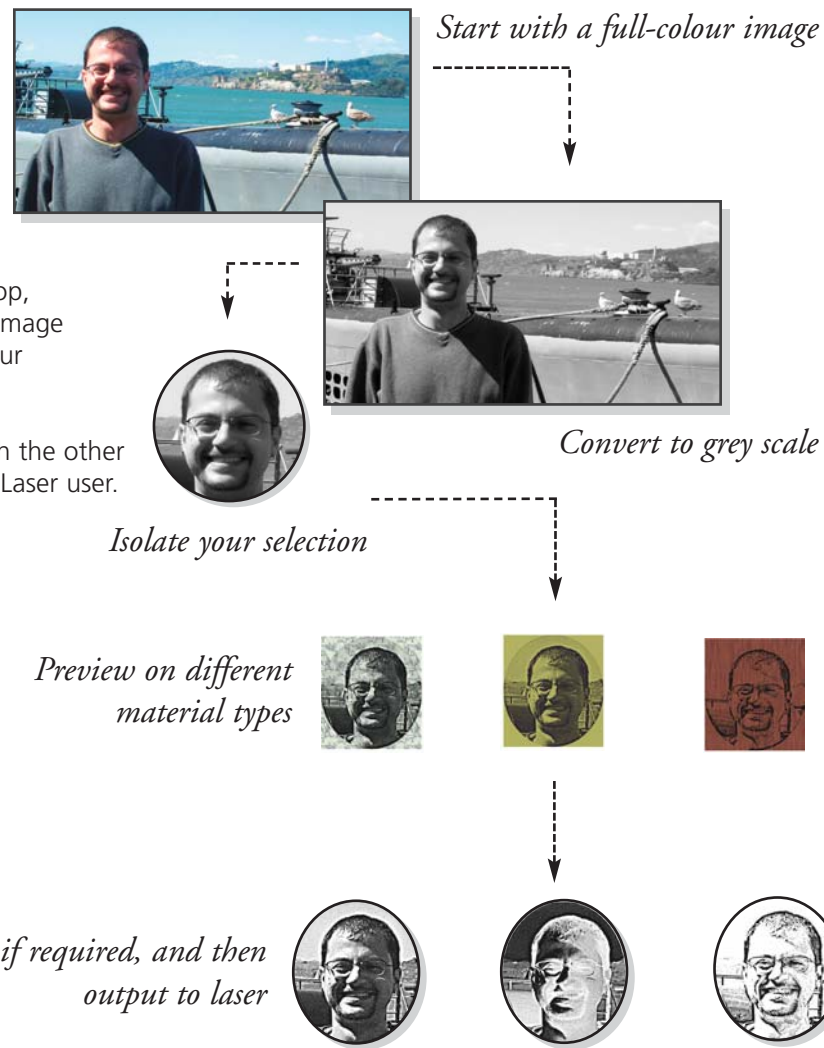 Start with a full-colour image
op,
mage
ur
n the other
Laser user.
Convert to grey scale
Isolate your selection
Preview on different
material types
if required, and then
output to laser